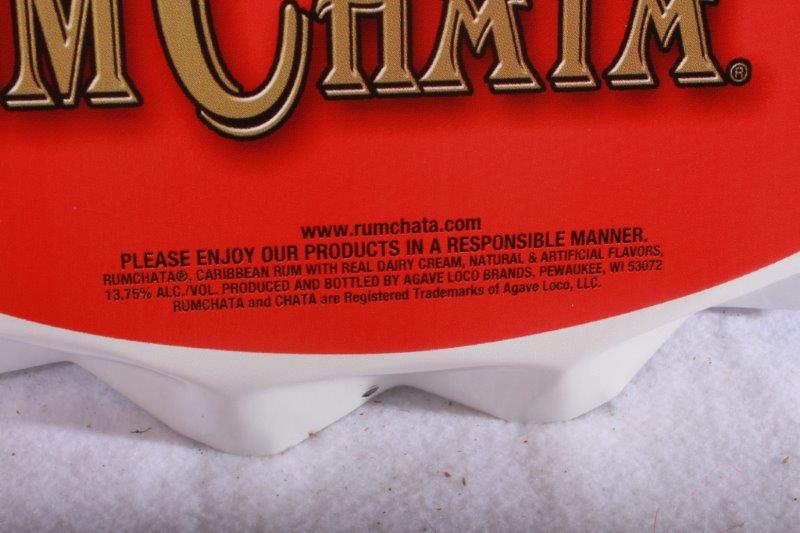 MCHATA®
www.rumchata.com
PLEASE ENJOY OUR PRODUCTS IN A RESPONSIBLE MANNER.
RUMCHATA®, CARIBBEAN RUM WITH REAL DAIRY CREAM, NATURAL & ARTIFICIAL FLAVORS,
13.75% ALC./VOL. PRODUCED AND BOTTLED BY AGAVE LOCO BRANDS, PEWAUKEE, WI 53072
RUMCHATA and CHATA are Registered Trademarks of Agave Loco, LLC.